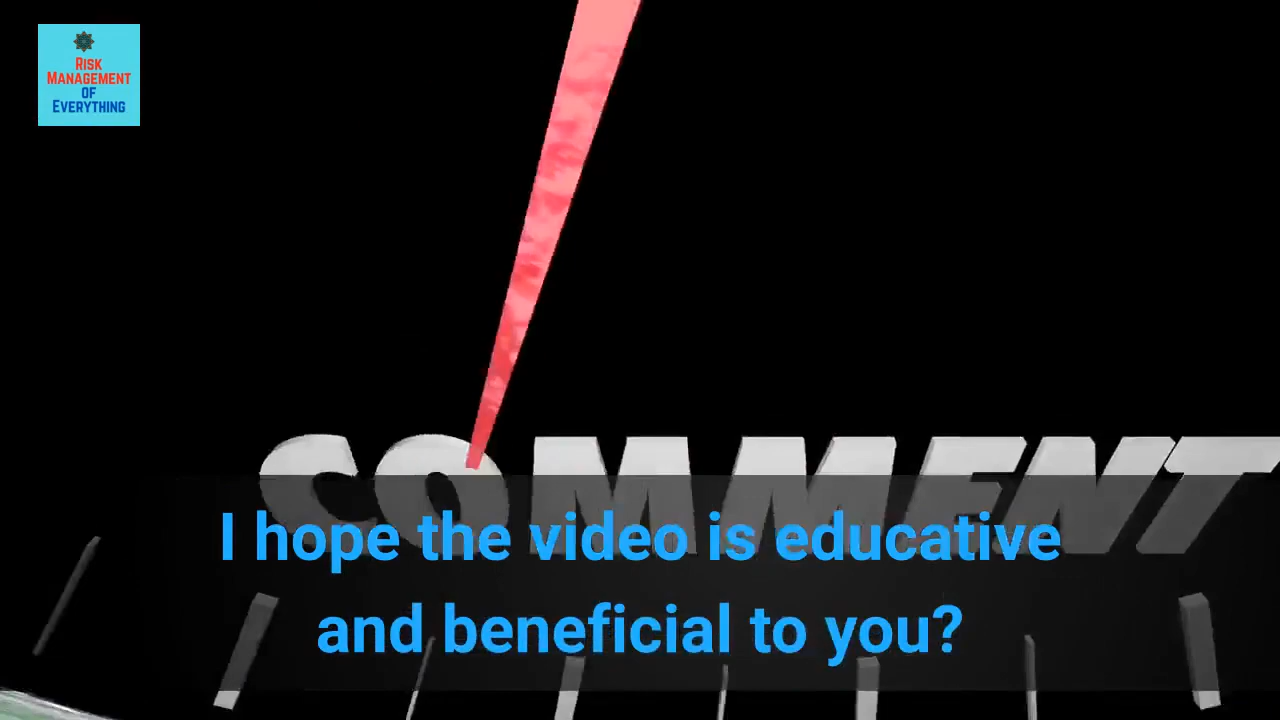 RISK
MANAGEMENT
OF
EVERYTHING
COMMENT
I hope the video is educative
and beneficial to you?